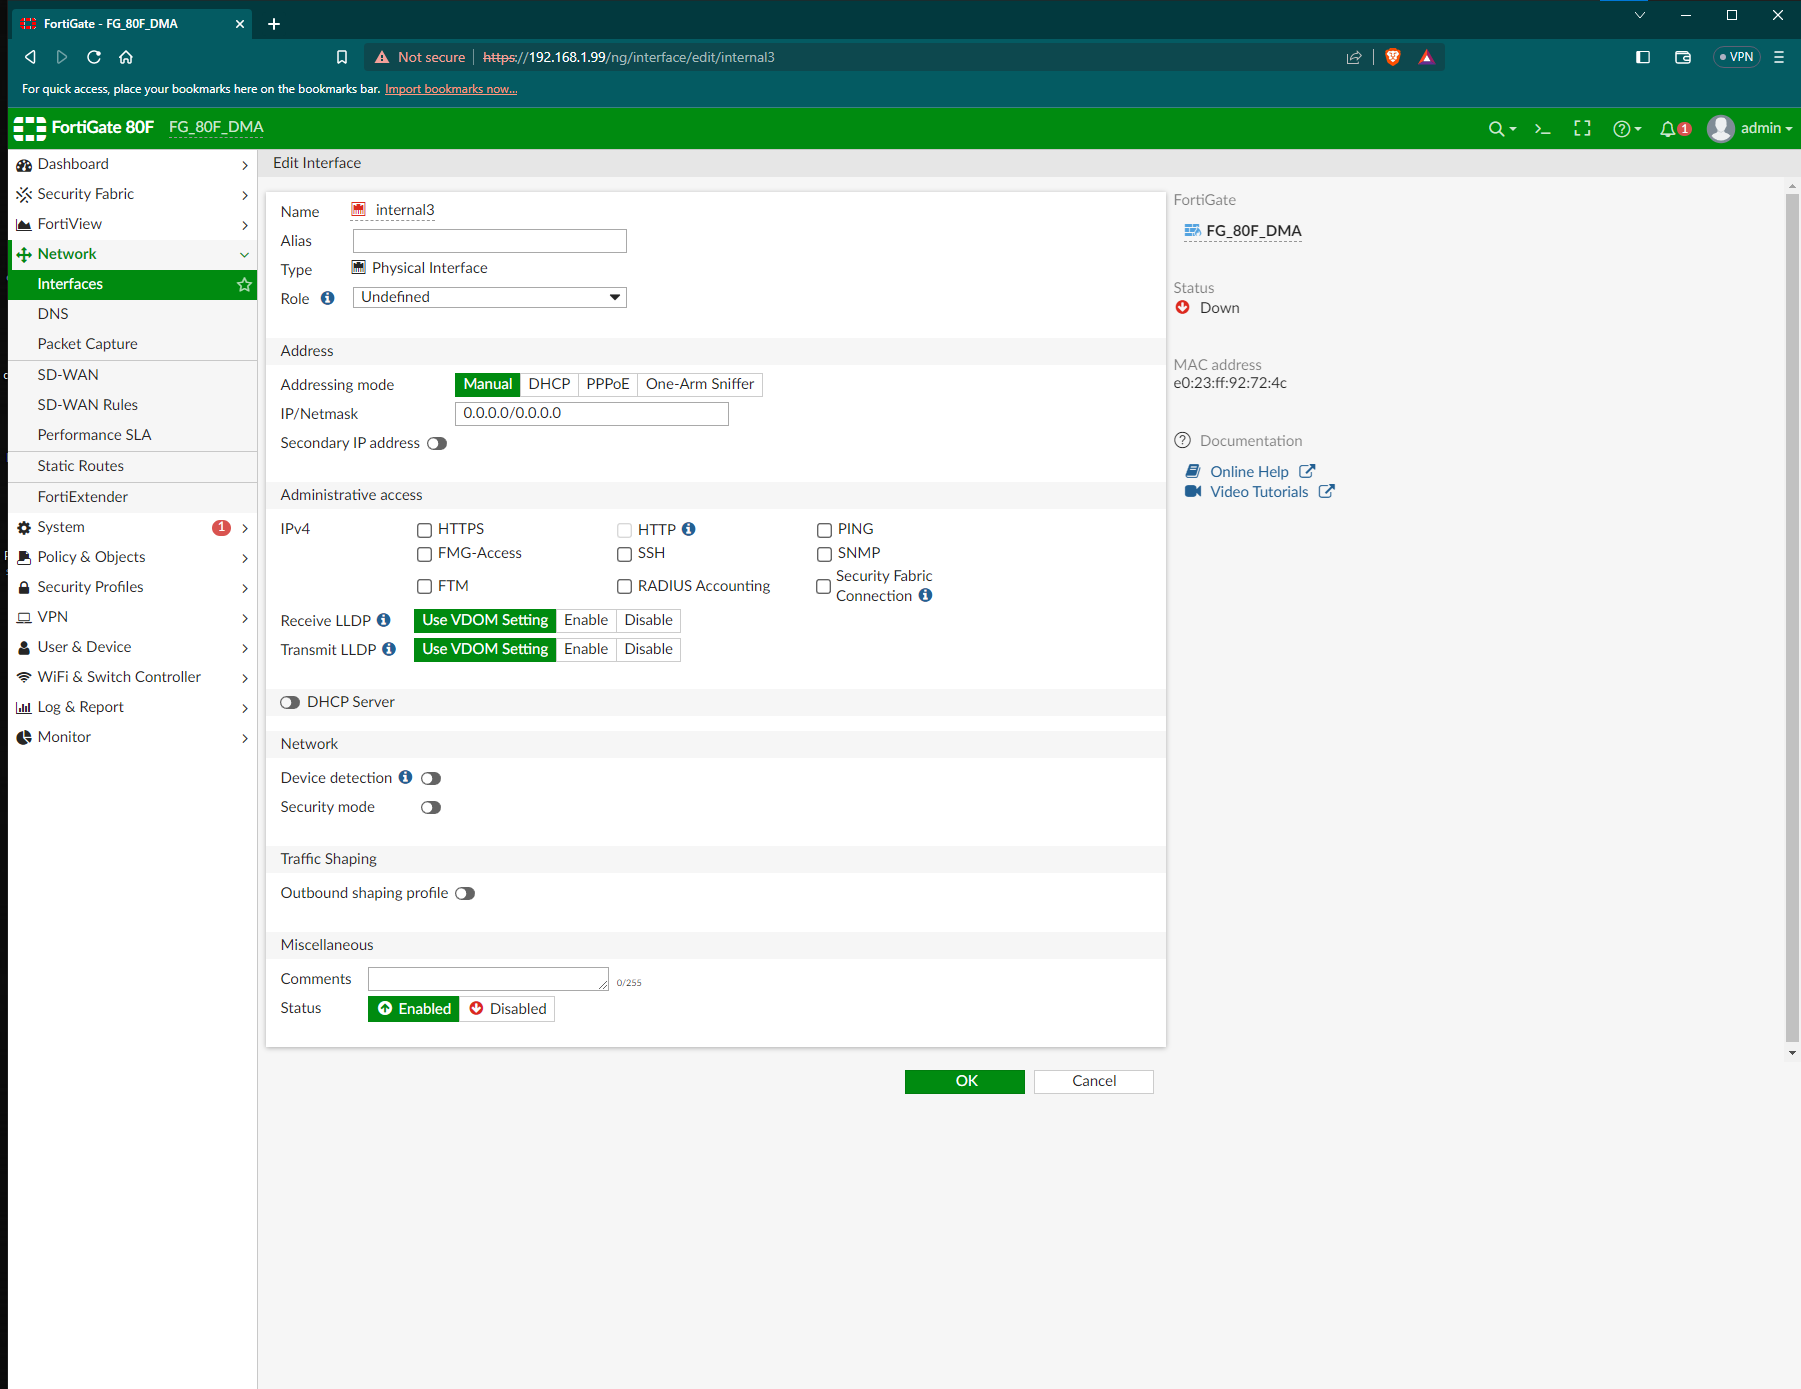 FortiGate - FG_80F_DMA
Not secure https://192.168.1.99/ng/interface/edit/internal3
VPN
For quick access, place your bookmarks here on the bookmarks bar. Import bookmarks now...
FortiGate 80F FG_80F_DMA
1 admin
Dashboard
Security Fabric
FortiView
Network
Interfaces
DNS
Packet Capture
SD-WAN
SD-WAN Rules
Performance SLA
Static Routes
FortiExtender
System 1
Policy & Objects
Security Profiles
VPN
User & Device
WiFi & Switch Controller
Log & Report
Monitor
Edit Interface
Name internal3
Alias
Type Physical Interface
Role Undefined
Address
Addressing mode Manual DHCP PPPoE One-Arm Sniffer
IP/Netmask 0.0.0.0/0.0.0.0
Secondary IP address
Administrative access
IPv4 HTTPS HTTP PING
FMG-Access SSH SNMP
FTM RADIUS Accounting Security Fabric
Connection
Receive LLDP Use VDOM Setting Enable Disable
Transmit LLDP Use VDOM Setting Enable Disable
DHCP Server
Network
Device detection
Security mode
Traffic Shaping
Outbound shaping profile
Miscellaneous
Comments 0/255
Status Enabled Disabled
OK Cancel
FortiGate
FG_80F_DMA
Status
Down
MAC address
e0:23:ff:92:72:4c
Documentation
Online Help
Video Tutorials